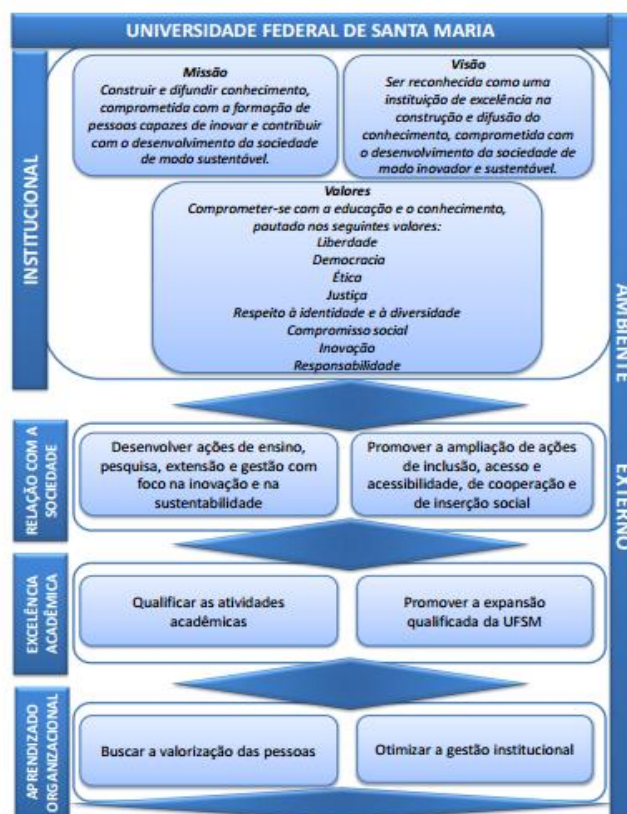 UNIVERSIDADE FEDERAL DE SANTA MARIA
INSTITUCIONAL
Missão
Construir e difundir conhecimento,
comprometida com a formação de
pessoas capazes de inovar e contribuir
com o desenvolvimento da sociedade
de modo sustentável.
Visão
Ser reconhecida como uma
instituição de excelência na
construção e difusão do
conhecimento, comprometida com
o desenvolvimento da sociedade de
modo inovador e sustentável.
Valores
Comprometer-se com a educação e o conhecimento,
pautado nos seguintes valores:
Liberdade
Democracia
Ética
Justiça
Respeito à identidade e à diversidade
Compromisso social
Inovação
Responsabilidade
AMBIENTE EXTERNO
RELAÇÃO COM A
SOCIEDADE
Desenvolver ações de ensino,
pesquisa, extensão e gestão com
foco na inovação e na
sustentabilidade
Promover a ampliação de ações
de inclusão, acesso e
acessibilidade, de cooperação e
de inserção social
EXCELÊNCIA
ACADÊMICA
Qualificar as atividades
acadêmicas
Promover a expansão
qualificada da UFSM
APRENDIZADO
ORGANIZACIONAL
Buscar a valorização das pessoas
Otimizar a gestão institucional